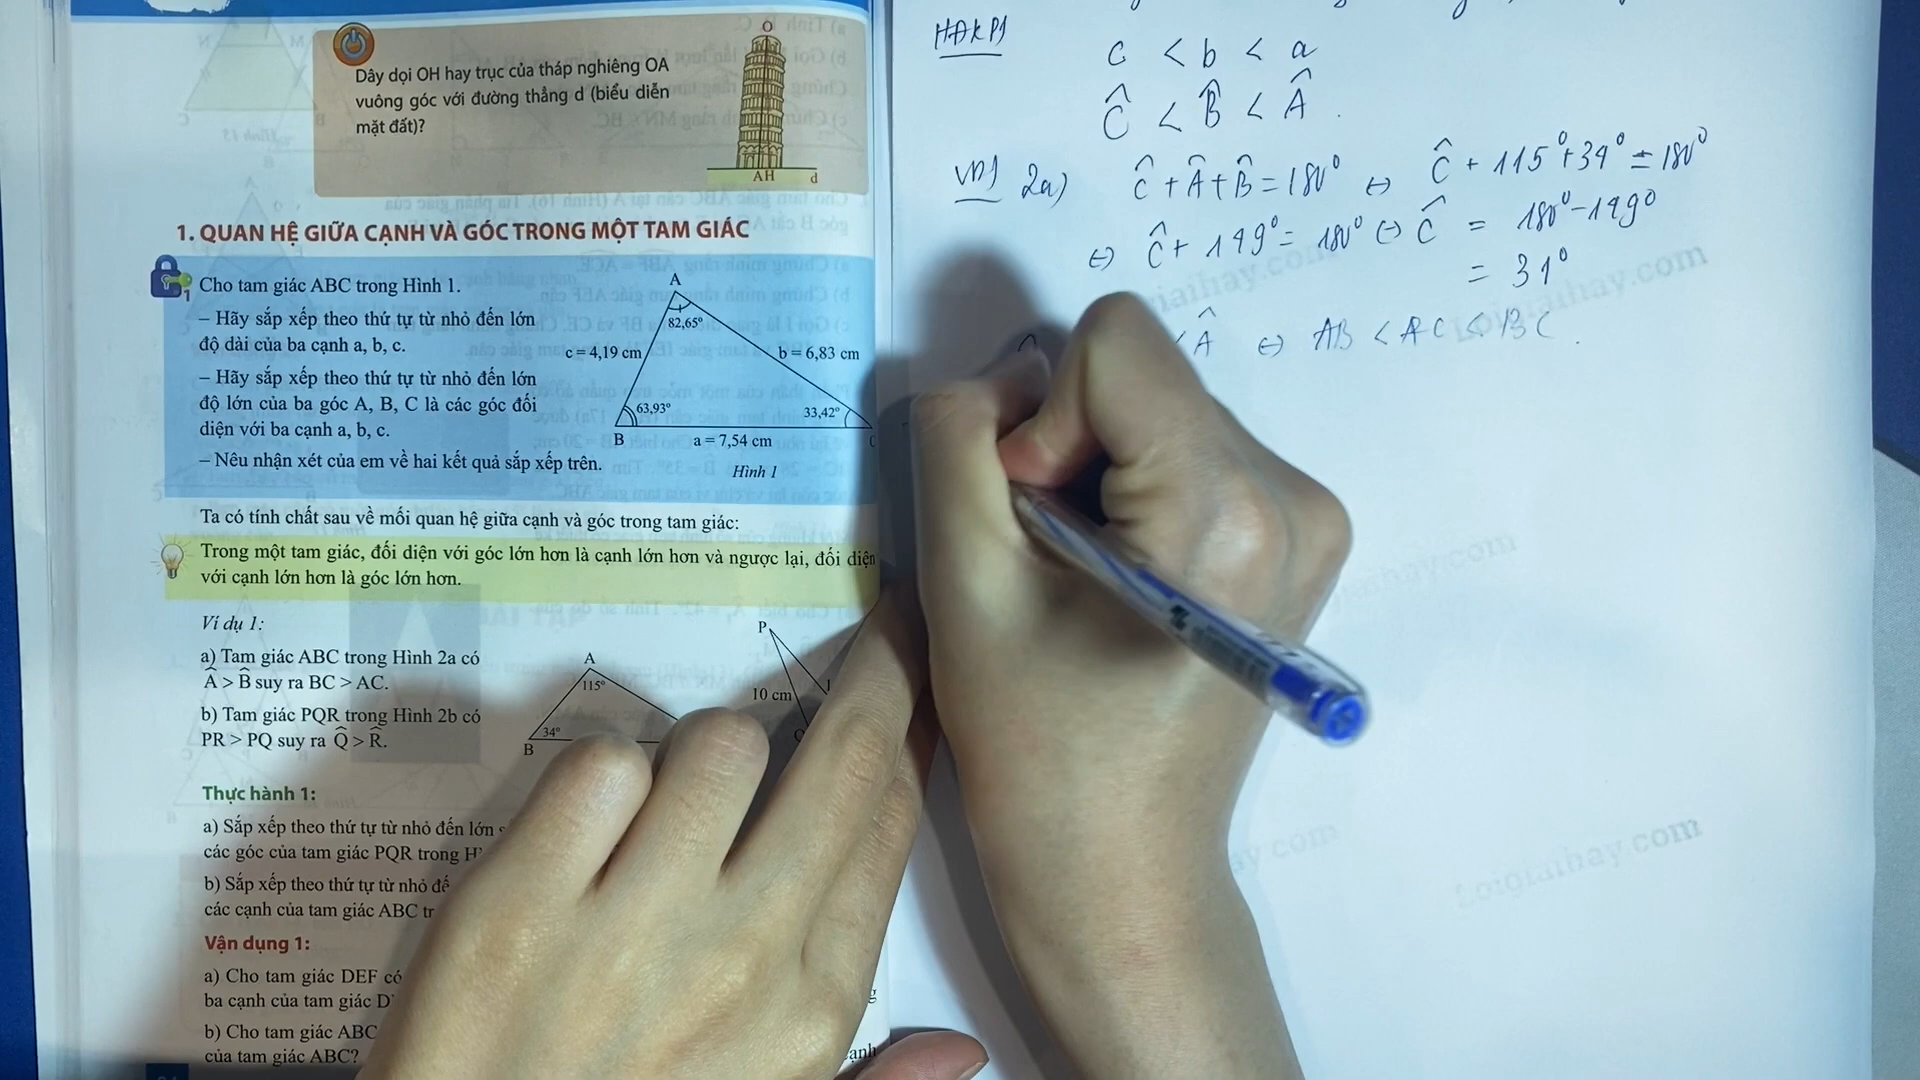 O
Dây dọi OH hay trục của tháp nghiêng OA
vuông góc với đường thẳng d (biểu diễn
mặt đất)?
AH
d
1. QUAN HỆ GIỮA CẠNH VÀ GÓC TRONG MỘT TAM GIÁC
1
Cho tam giác ABC trong Hình 1.
– Hãy sắp xếp theo thứ tự từ nhỏ đến lớn
độ dài của ba cạnh a, b, c.
– Hãy sắp xếp theo thứ tự từ nhỏ đến lớn
độ lớn của ba góc A, B, C là các góc đối
diện với ba cạnh a, b, c.
– Nêu nhận xét của em về hai kết quả sắp xếp trên.
A
82,65°
c = 4,19 cm
b = 6,83 cm
63,93°
33,42°
B
a = 7,54 cm
Hình 1
Ta có tính chất sau về mối quan hệ giữa cạnh và góc trong tam giác:
Trong một tam giác, đối diện với góc lớn hơn là cạnh lớn hơn và ngược lại, đối diện
với cạnh lớn hơn là góc lớn hơn.
Ví dụ 1:
a) Tam giác ABC trong Hình 2a có
Â > B̂ suy ra BC > AC.
b) Tam giác PQR trong Hình 2b có
PR > PQ suy ra Q̂ > R̂.
A
115°
34°
B
P
10 cm
Thực hành 1:
a) Sắp xếp theo thứ tự từ nhỏ đến lớn
các góc của tam giác PQR trong
b) Sắp xếp theo thứ tự từ nhỏ
các cạnh của tam giác ABC
Vận dụng 1:
a) Cho tam giác DEF có
ba cạnh của tam giác
b) Cho tam giác ABC
của tam giác ABC?
HĐKP1
c < b < a
Ĉ < B̂ < Â .
VD1 2a) Ĉ + Â + B̂ = 180° ⇔ Ĉ + 115° + 34° = 180°
⇔ Ĉ + 149° = 180° ⇔ Ĉ = 180° - 149°
= 31°
< Â ⇔ AB < AC < BC .
Loigiaihay.com
Loigiaihay.com